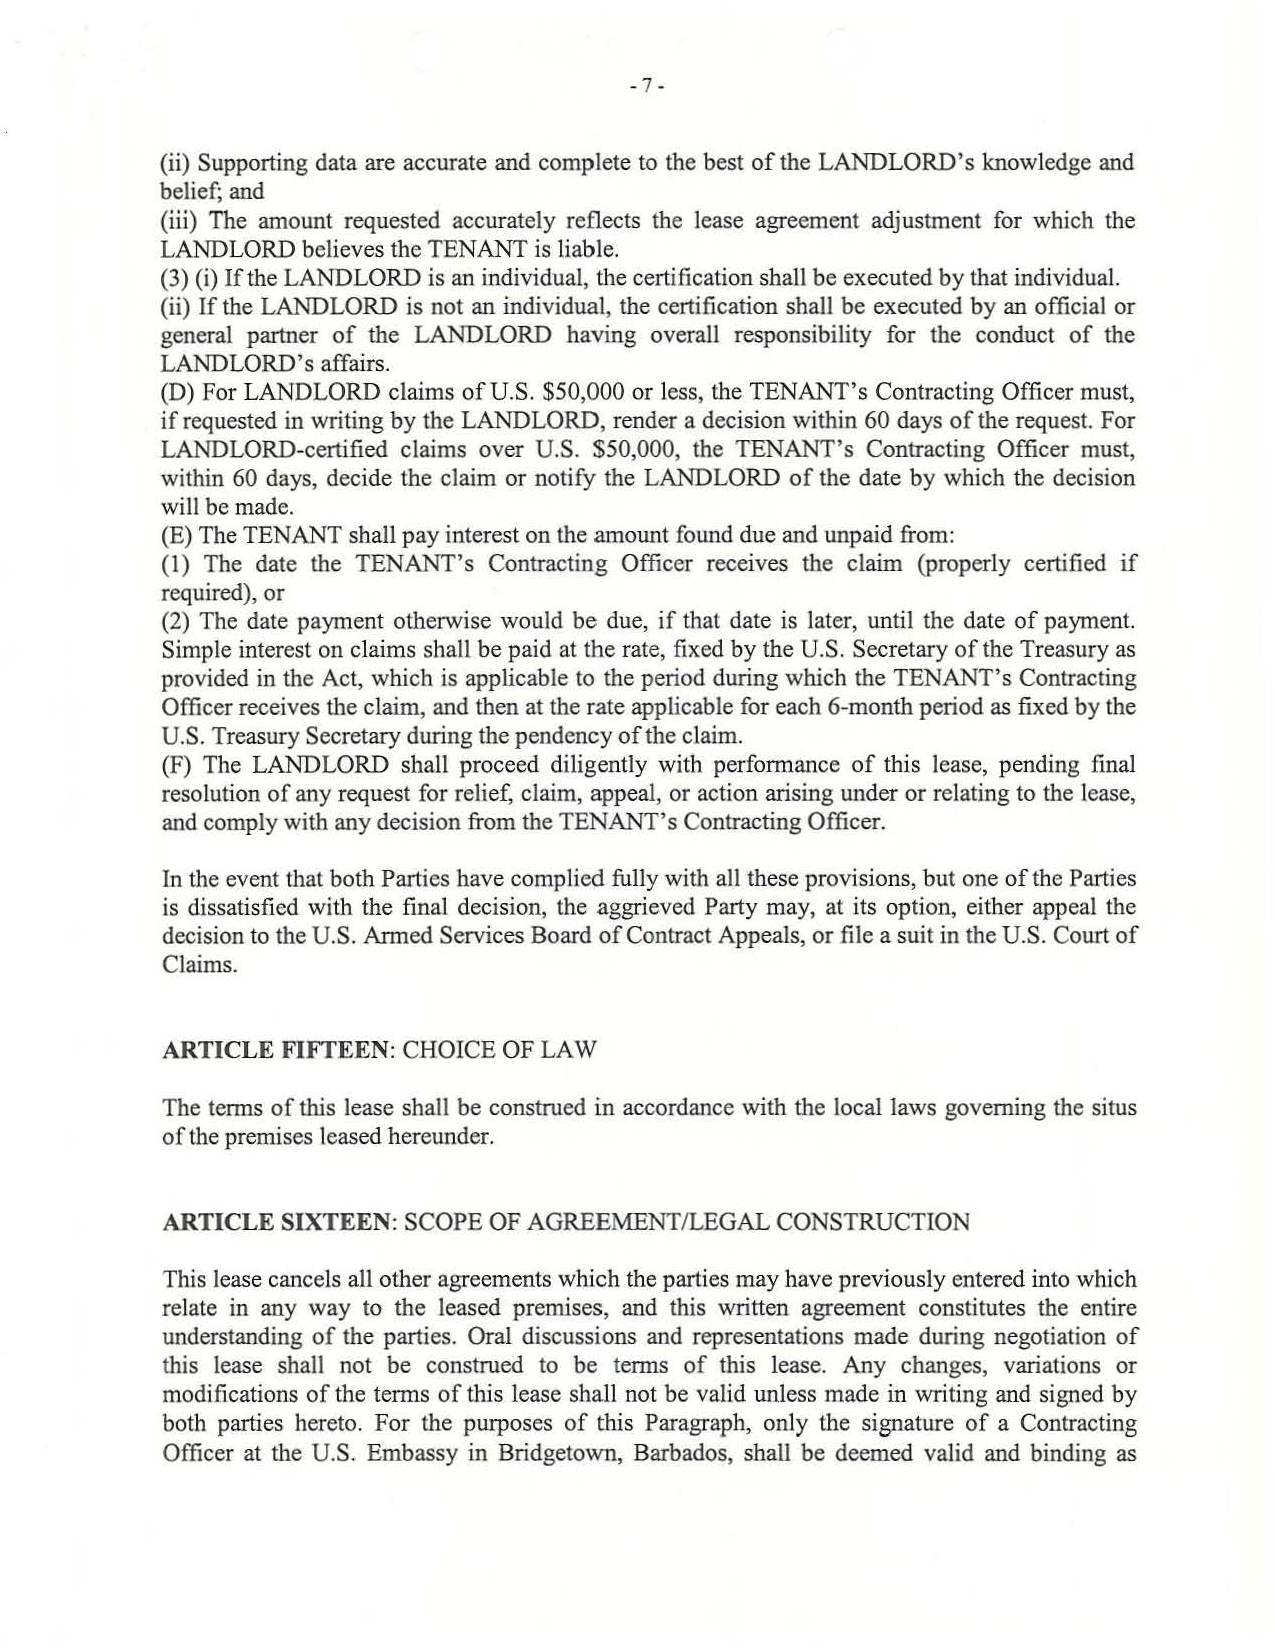 - 7 -
(ii) Supporting data are accurate and complete to the best of the LANDLORD's knowledge and
belief; and
(iii) The amount requested accurately reflects the lease agreement adjustment for which the
LANDLORD believes the TENANT is liable.
(3) (i) If the LANDLORD is an individual, the certification shall be executed by that individual.
(ii) If the LANDLORD is not an individual, the certification shall be executed by an official or
general partner of the LANDLORD having overall responsibility for the conduct of the
LANDLORD's affairs.
(D) For LANDLORD claims of U.S. $50,000 or less, the TENANT's Contracting Officer must,
if requested in writing by the LANDLORD, render a decision within 60 days of the request. For
LANDLORD-certified claims over U.S. $50,000, the TENANT's Contracting Officer must,
within 60 days, decide the claim or notify the LANDLORD of the date by which the decision
will be made.
(E) The TENANT shall pay interest on the amount found due and unpaid from:
(1) The date the TENANT's Contracting Officer receives the claim (properly certified if
required), or
(2) The date payment otherwise would be due, if that date is later, until the date of payment.
Simple interest on claims shall be paid at the rate, fixed by the U.S. Secretary of the Treasury as
provided in the Act, which is applicable to the period during which the TENANT's Contracting
Officer receives the claim, and then at the rate applicable for each 6-month period as fixed by the
U.S. Treasury Secretary during the pendency of the claim.
(F) The LANDLORD shall proceed diligently with performance of this lease, pending final
resolution of any request for relief, claim, appeal, or action arising under or relating to the lease,
and comply with any decision from the TENANT's Contracting Officer.
In the event that both Parties have complied fully with all these provisions, but one of the Parties
is dissatisfied with the final decision, the aggrieved Party may, at its option, either appeal the
decision to the U.S. Armed Services Board of Contract Appeals, or file a suit in the U.S. Court of
Claims.
ARTICLE FIFTEEN: CHOICE OF LAW
The terms of this lease shall be construed in accordance with the local laws governing the situs
of the premises leased hereunder.
ARTICLE SIXTEEN: SCOPE OF AGREEMENT/LEGAL CONSTRUCTION
This lease cancels all other agreements which the parties may have previously entered into which
relate in any way to the leased premises, and this written agreement constitutes the entire
understanding of the parties. Oral discussions and representations made during negotiation of
this lease shall not be construed to be terms of this lease. Any changes, variations or
modifications of the terms of this lease shall not be valid unless made in writing and signed by
both parties hereto. For the purposes of this Paragraph, only the signature of a Contracting
Officer at the U.S. Embassy in Bridgetown, Barbados, shall be deemed valid and binding as